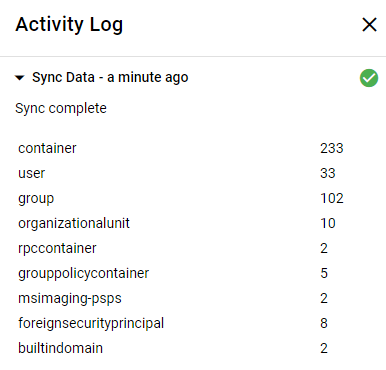 Activity Log
Sync Data - a minute ago
Sync complete
container 233
user 33
group 102
organizationalunit 10
rpccontainer 2
grouppolicycontainer 5
msimaging-psps 2
foreignsecurityprincipal 8
builtindomain 2